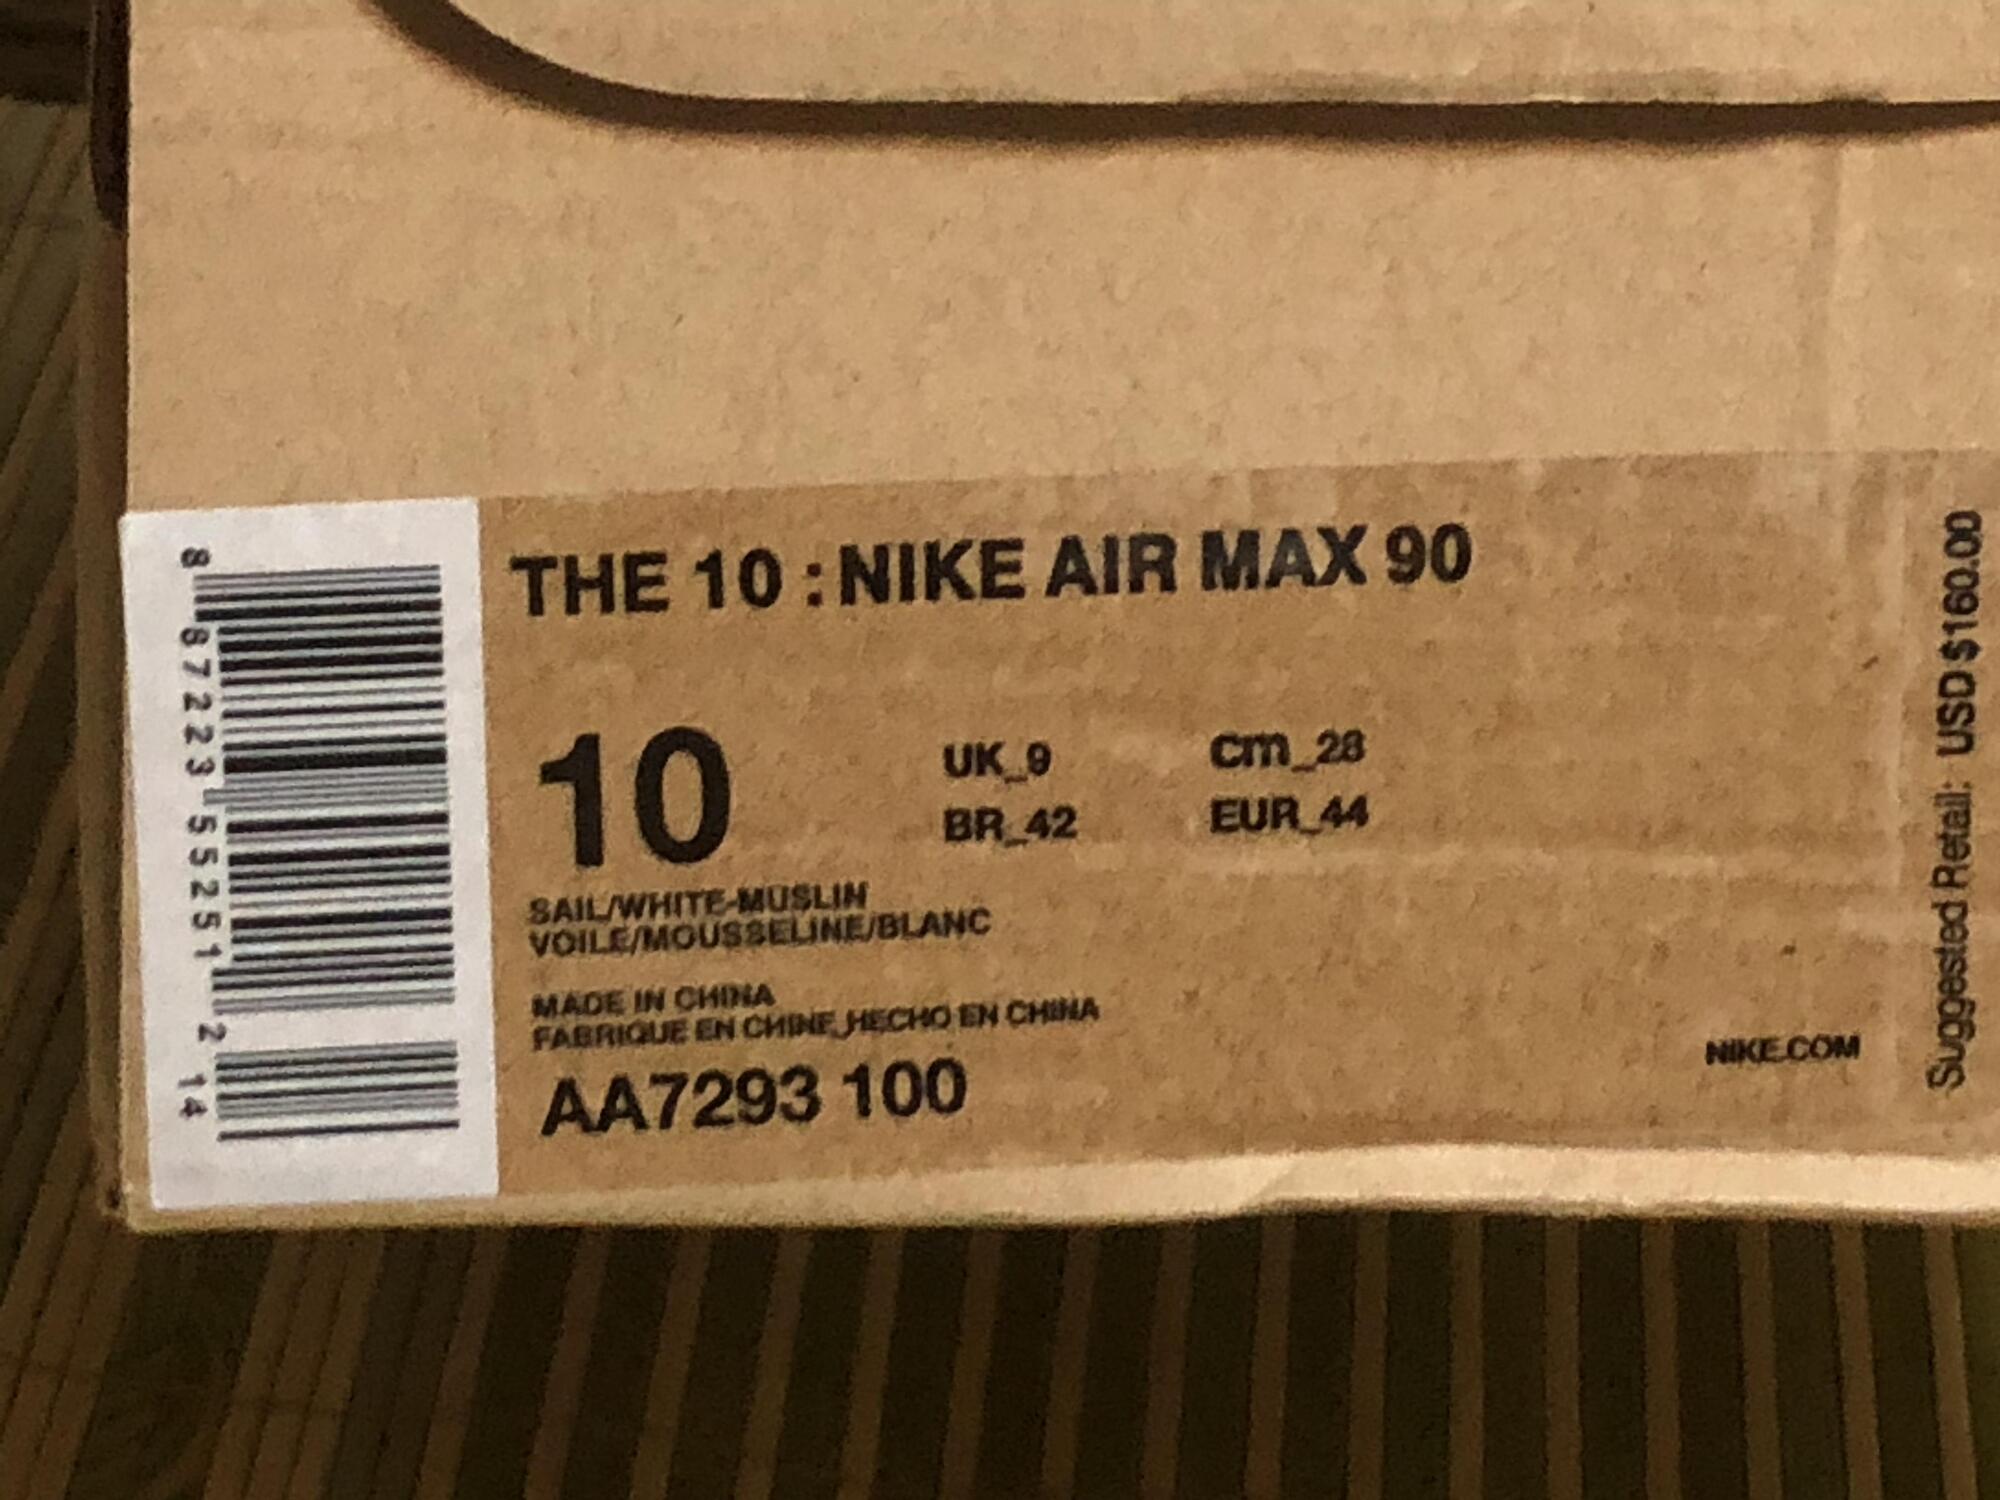 THE 10 : NIKE AIR MAX 90
10
UK_9 Cm_28
BR_42 EUR_44
SAIL/WHITE-MUSLIN
VOILE/MOUSSELINE/BLANC
MADE IN CHINA
FABRIQUE EN CHINE,HECHO EN CHINA
AA7293 100
NIKE.COM
Suggested Retail: USD $160.00
8 87223 55251 2 14